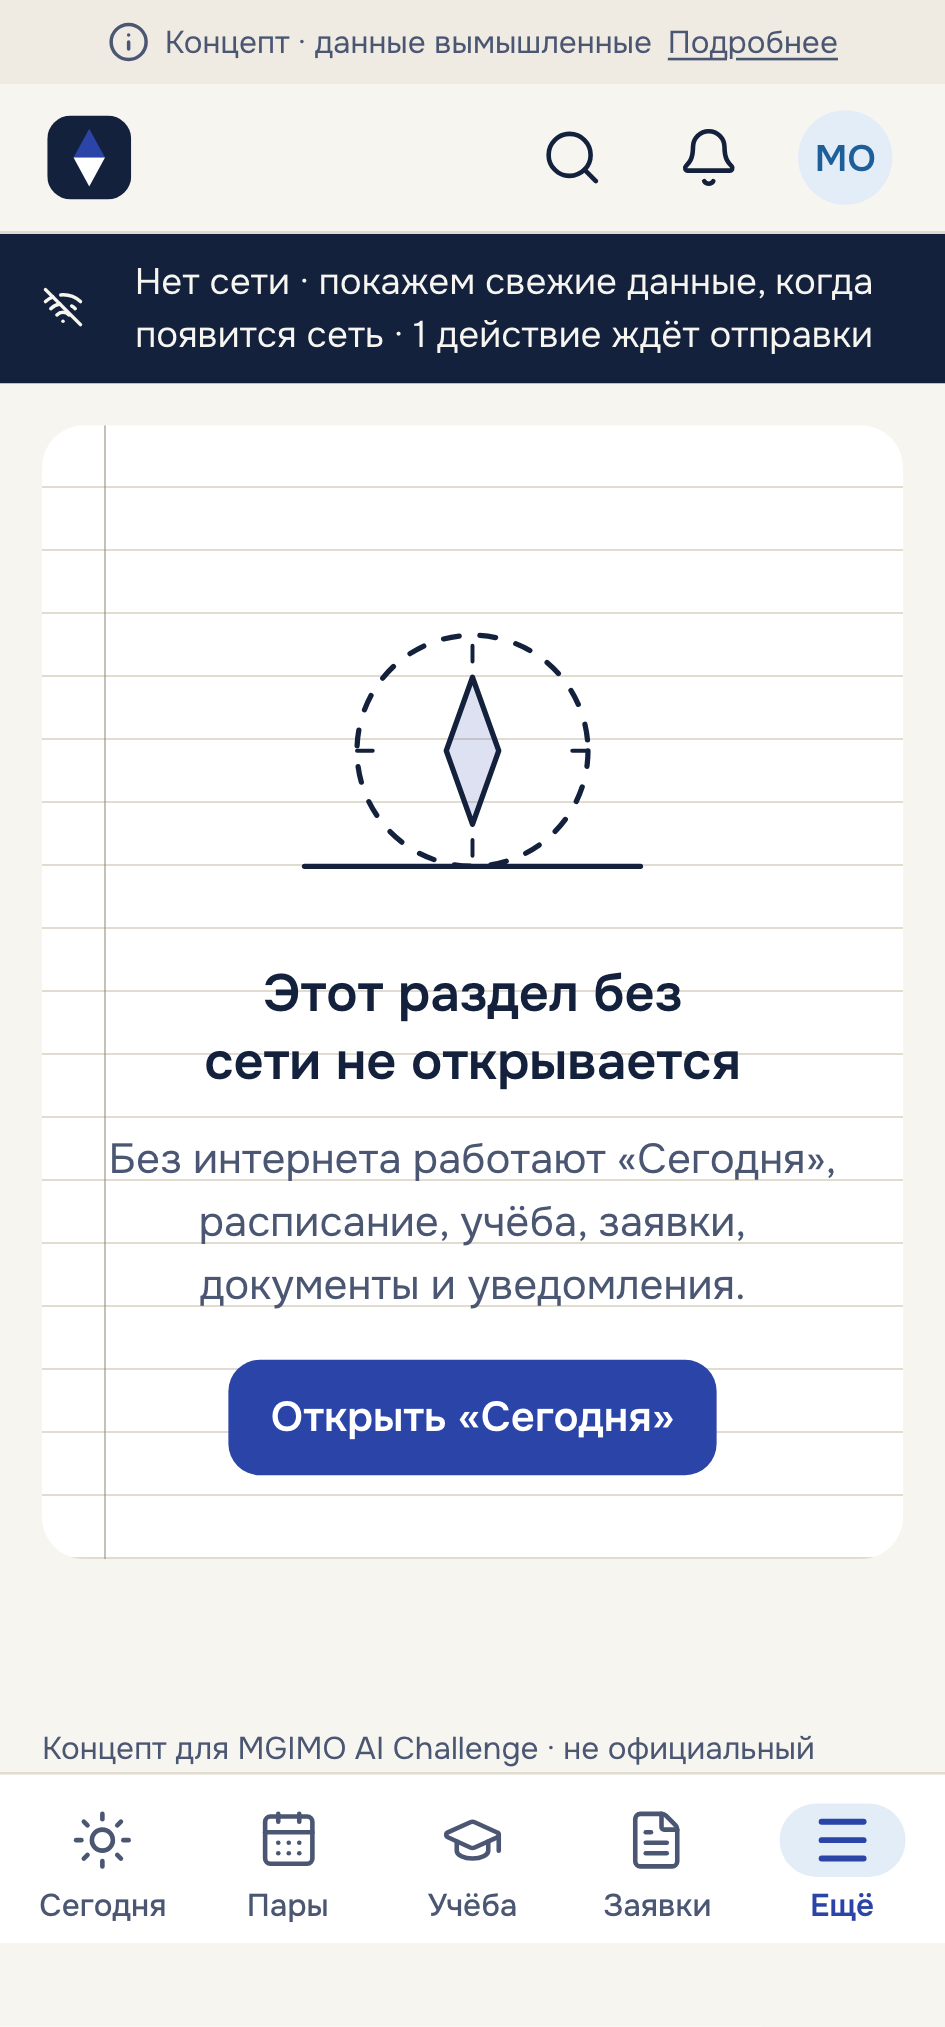 Концепт · данные вымышленные Подробнее
МО
Нет сети · покажем свежие данные, когда
появится сеть · 1 действие ждёт отправки
Этот раздел без
сети не открывается
Без интернета работают «Сегодня»,
расписание, учёба, заявки,
документы и уведомления.
Открыть «Сегодня»
Концепт для MGIMO AI Challenge · не официальный
Сегодня
Пары
Учёба
Заявки
Ещё